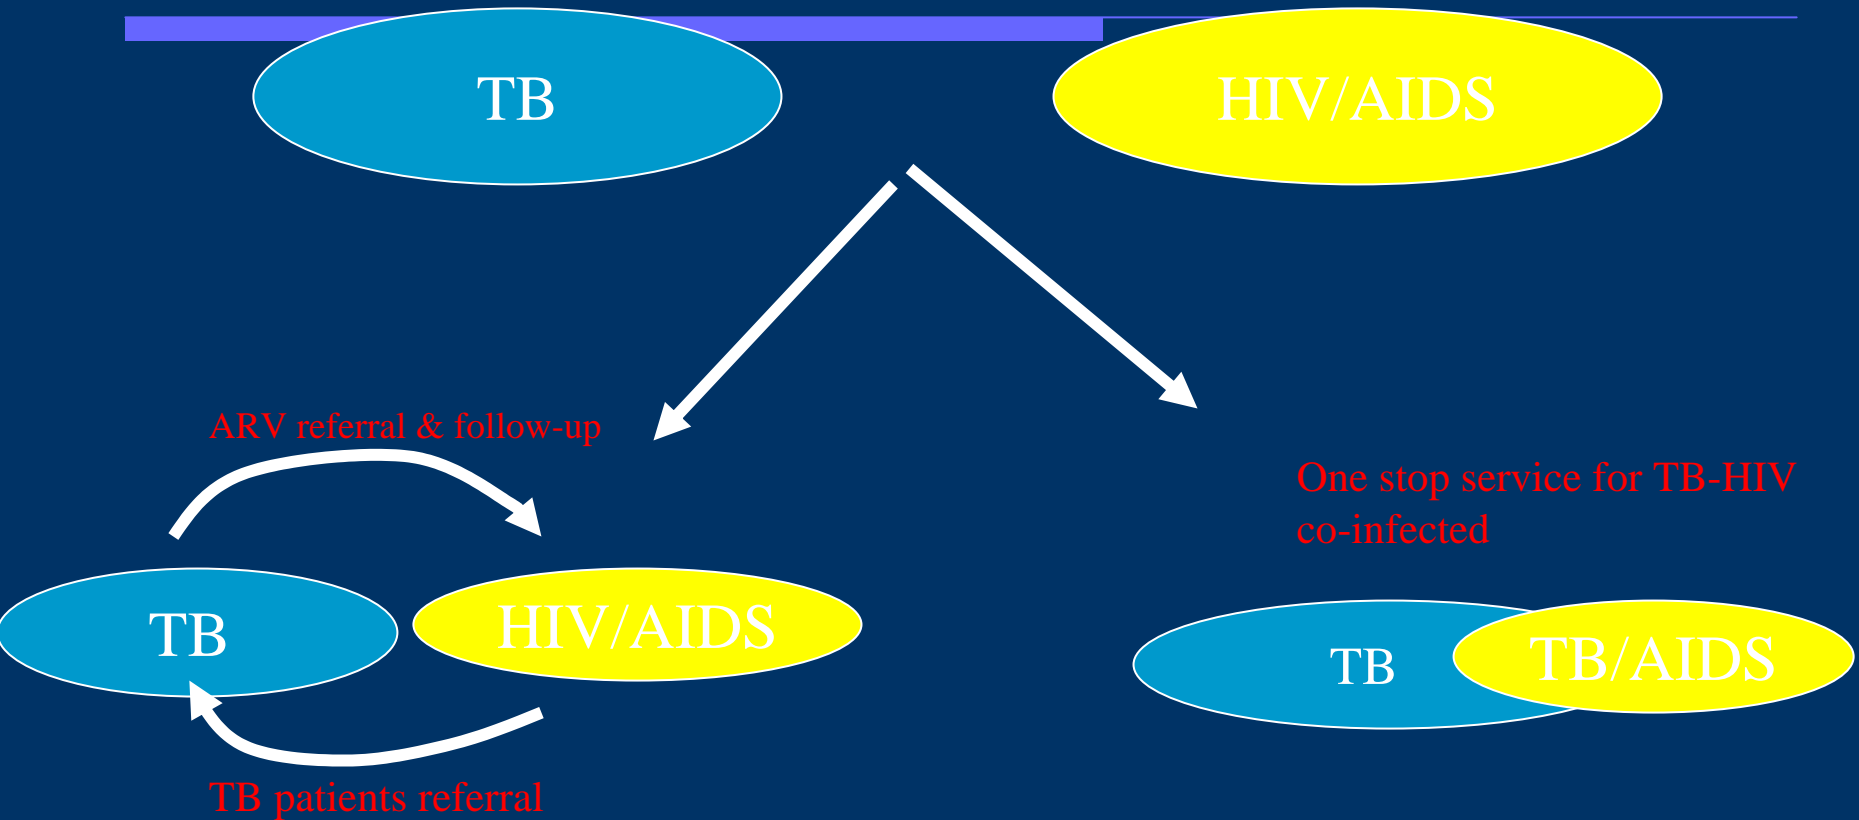 TB
HIV/AIDS
ARV referral & follow-up
One stop service for TB-HIV
co-infected
TB
HIV/AIDS
TB
TB/AIDS
TB patients referral